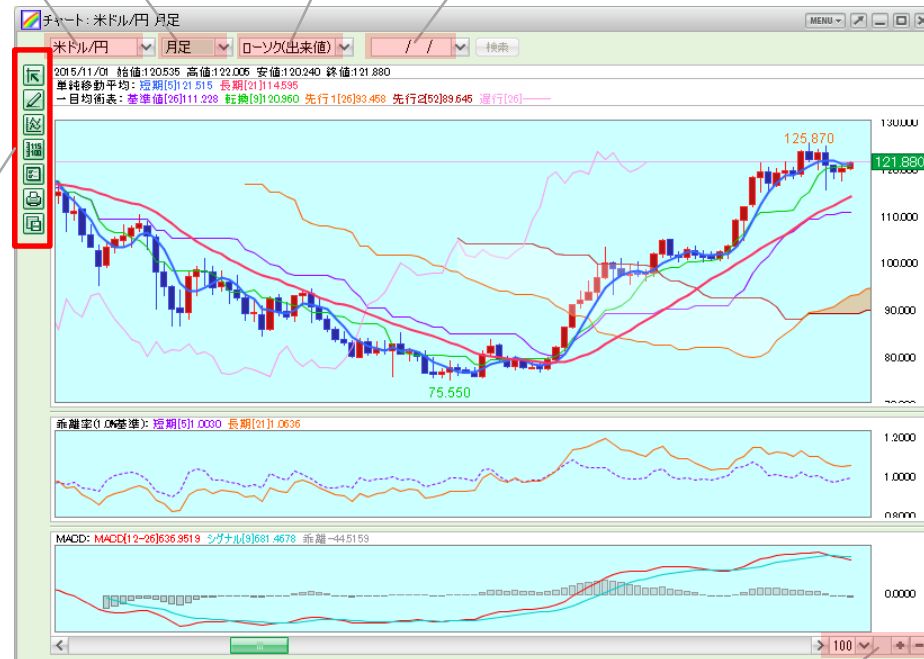 チャート: 米ドル/円 月足
MENU
米ドル/円 月足 ローソク(出来値) / / 検索
2015/11/01 始値:120.535 高値:122.005 安値:120.240 終値:121.880
単純移動平均: 短期[5]121.515 長期[21]114.595
一目均衡表: 基準値[26]111.228 転換[9]120.960 先行1[26]93.458 先行2[52]89.645 遅行[26]-----
130.000
125.870
121.880
120.000
110.000
100.000
90.000
80.000
75.550
乖離率(1.0%基準): 短期[5]1.0030 長期[21]1.0636
1.2000
1.0000
0.8000
MACD: MACD[12-26]636.9519 シグナル[9]681.4678 乖離-44.5159
0.0000
100